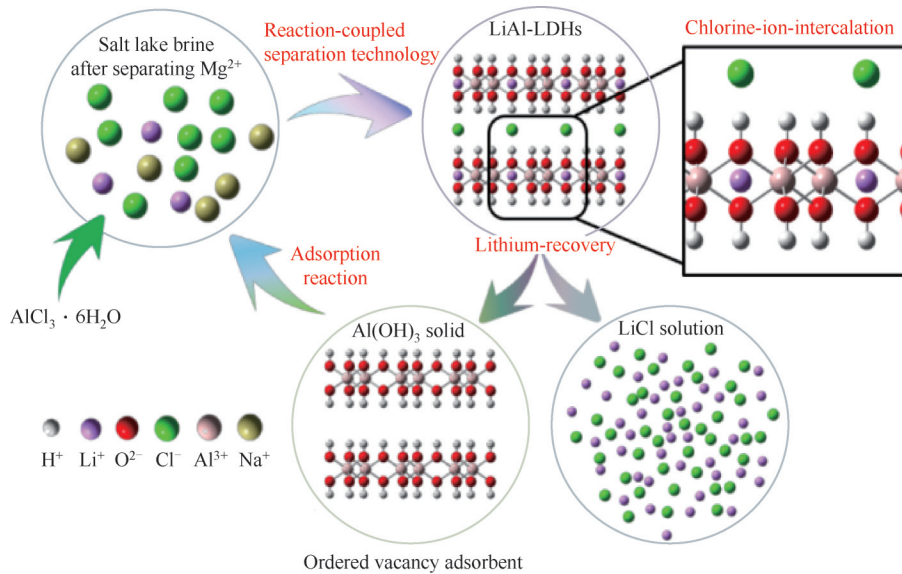 Salt lake brine
after separating Mg²⁺
Reaction-coupled
separation technology
LiAl-LDHs
Chlorine-ion-intercalation
Adsorption
reaction
Lithium-recovery
AlCl₃ · 6H₂O
Al(OH)₃ solid
LiCl solution
H⁺ Li⁺ O²⁻ Cl⁻ Al³⁺ Na⁺
Ordered vacancy adsorbent